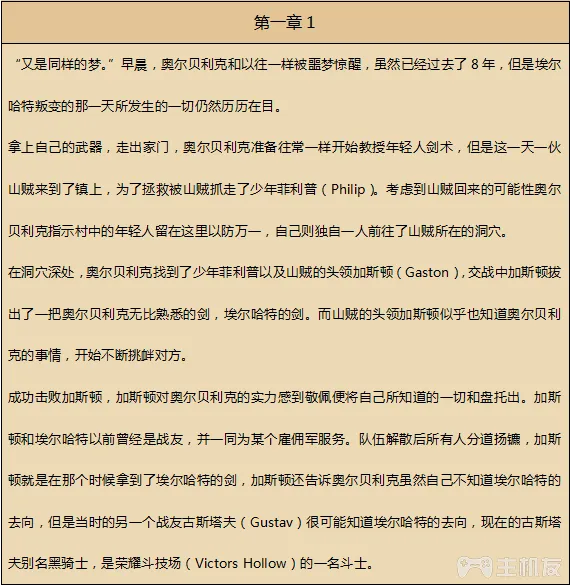 第一章 1
“又是同样的梦。”早晨，奥尔贝利克和以往一样被噩梦惊醒，虽然已经过去了 8 年，但是埃尔
哈特叛变的那一天所发生的一切仍然历历在目。
拿上自己的武器，走出家门，奥尔贝利克准备往常一样开始教授年轻人剑术，但是这一天一伙
山贼来到了镇上，为了拯救被山贼抓走了少年菲利普（Philip）。考虑到山贼回来的可能性奥尔
贝利克指示村中的年轻人留在这里以防万一，自己则独自一人前往了山贼所在的洞穴。
在洞穴深处，奥尔贝利克找到了少年菲利普以及山贼的头领加斯顿（Gaston），交战中加斯顿拔
出了一把奥尔贝利克无比熟悉的剑，埃尔哈特的剑。而山贼的头领加斯顿似乎也知道奥尔贝利
克的事情，开始不断挑衅对方。
成功击败加斯顿，加斯顿对奥尔贝利克的实力感到敬佩便将自己所知道的一切和盘托出。加斯
顿和埃尔哈特以前曾经是战友，并一同为某个雇佣军服务。队伍解散后所有人分道扬镳，加斯
顿就是在那个时候拿到了埃尔哈特的剑，加斯顿还告诉奥尔贝利克虽然自己不知道埃尔哈特的
去向，但是当时的另一个战友古斯塔夫（Gustav）很可能知道埃尔哈特的去向，现在的古斯塔
夫别名黑骑士，是荣耀斗技场（Victors Hollow）的一名斗士。
主机友